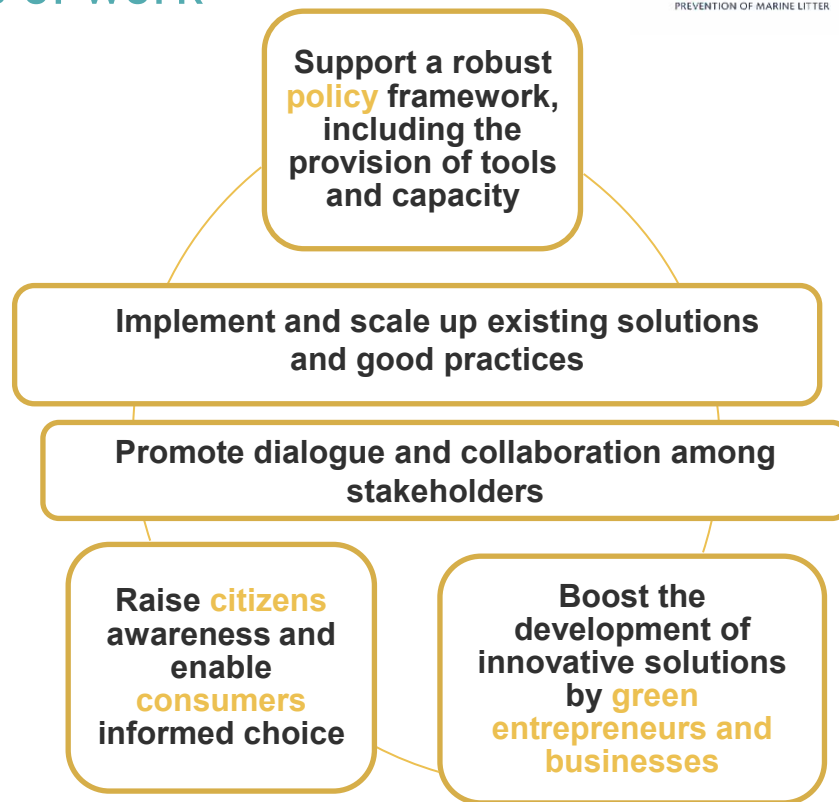 OF WORK
PREVENTION OF MARINE LITTER
Support a robust
policy framework,
including the
provision of tools
and capacity
Implement and scale up existing solutions
and good practices
Promote dialogue and collaboration among
stakeholders
Raise citizens
awareness and
enable
consumers
informed choice
Boost the
development of
innovative solutions
by green
entrepreneurs and
businesses